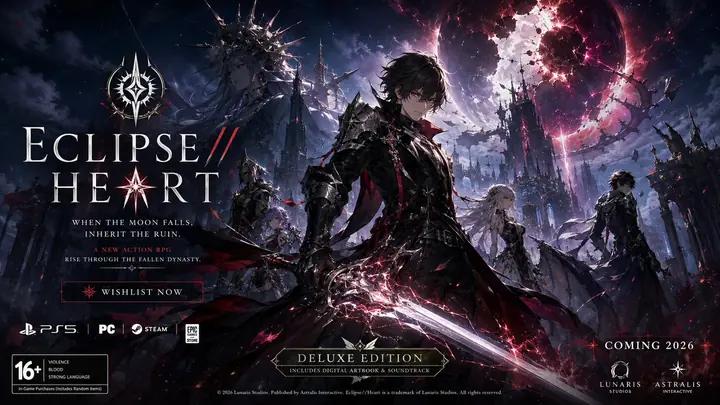 ECLIPSE//
HEART
WHEN THE MOON FALLS,
INHERIT THE RUIN.
A NEW ACTION RPG
RISE THROUGH THE FALLEN DYNASTY.
WISHLIST NOW
PS5
PC
STEAM
EPIC
GAMES
STORE
16+
VIOLENCE
BLOOD
STRONG LANGUAGE
In-Game Purchases (Includes Random Items)
DELUXE EDITION
INCLUDES DIGITAL ARTBOOK & SOUNDTRACK
COMING 2026
LUNARIS
STUDIOS
ASTRALIS
INTERACTIVE
© 2026 Lunaris Studios. Published by Astralis Interactive. Eclipse//Heart is a trademark of Lunaris Studios. All rights reserved.